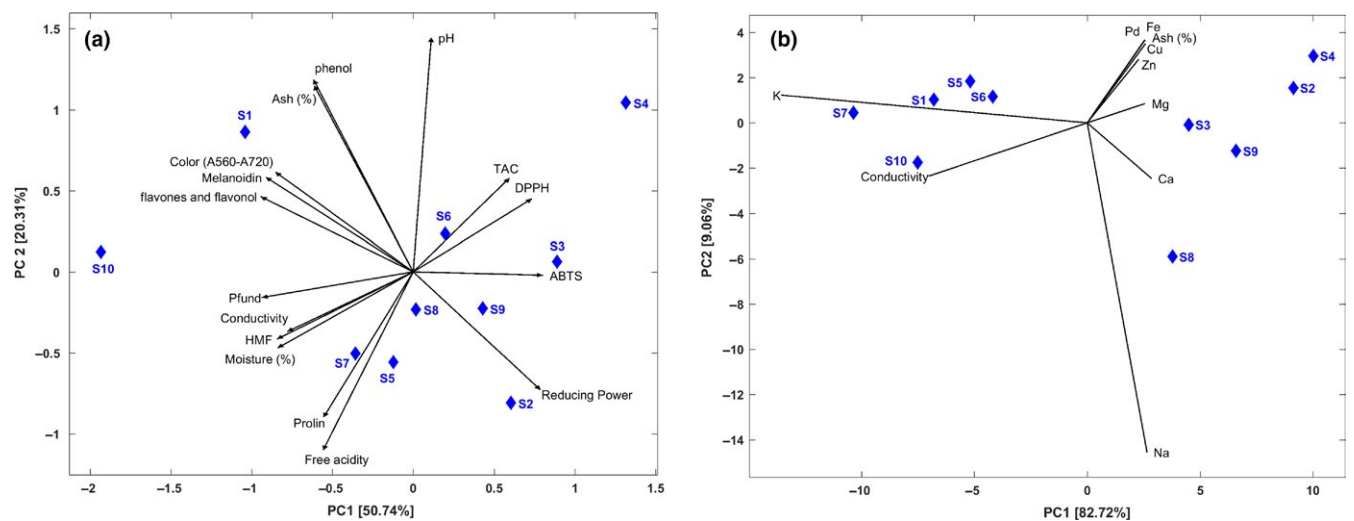 (a)
1.5
1
0.5
0
−0.5
−1
PC 2 [20.31%]
pH
phenol
Ash (%)
S4
S1
Color (A560-A720)
Melanoidin
flavones and flavonol
TAC
DPPH
S6
S3
S10
ABTS
Pfund
Conductivity
HMF
Moisture (%)
S8
S9
S7
S5
S2
Reducing Power
Prolin
Free acidity
−2
−1.5
−1
−0.5
0
0.5
1
1.5
PC1 [50.74%]
(b)
4
2
0
−2
−4
−6
−8
−10
−12
−14
PC2 [9.06%]
Fe
Pd
Ash (%)
Cu
Zn
S4
S5
S2
K
S1
S6
Mg
S7
S3
S9
S10
Conductivity
Ca
S8
Na
−10
−5
0
5
10
PC1 [82.72%]